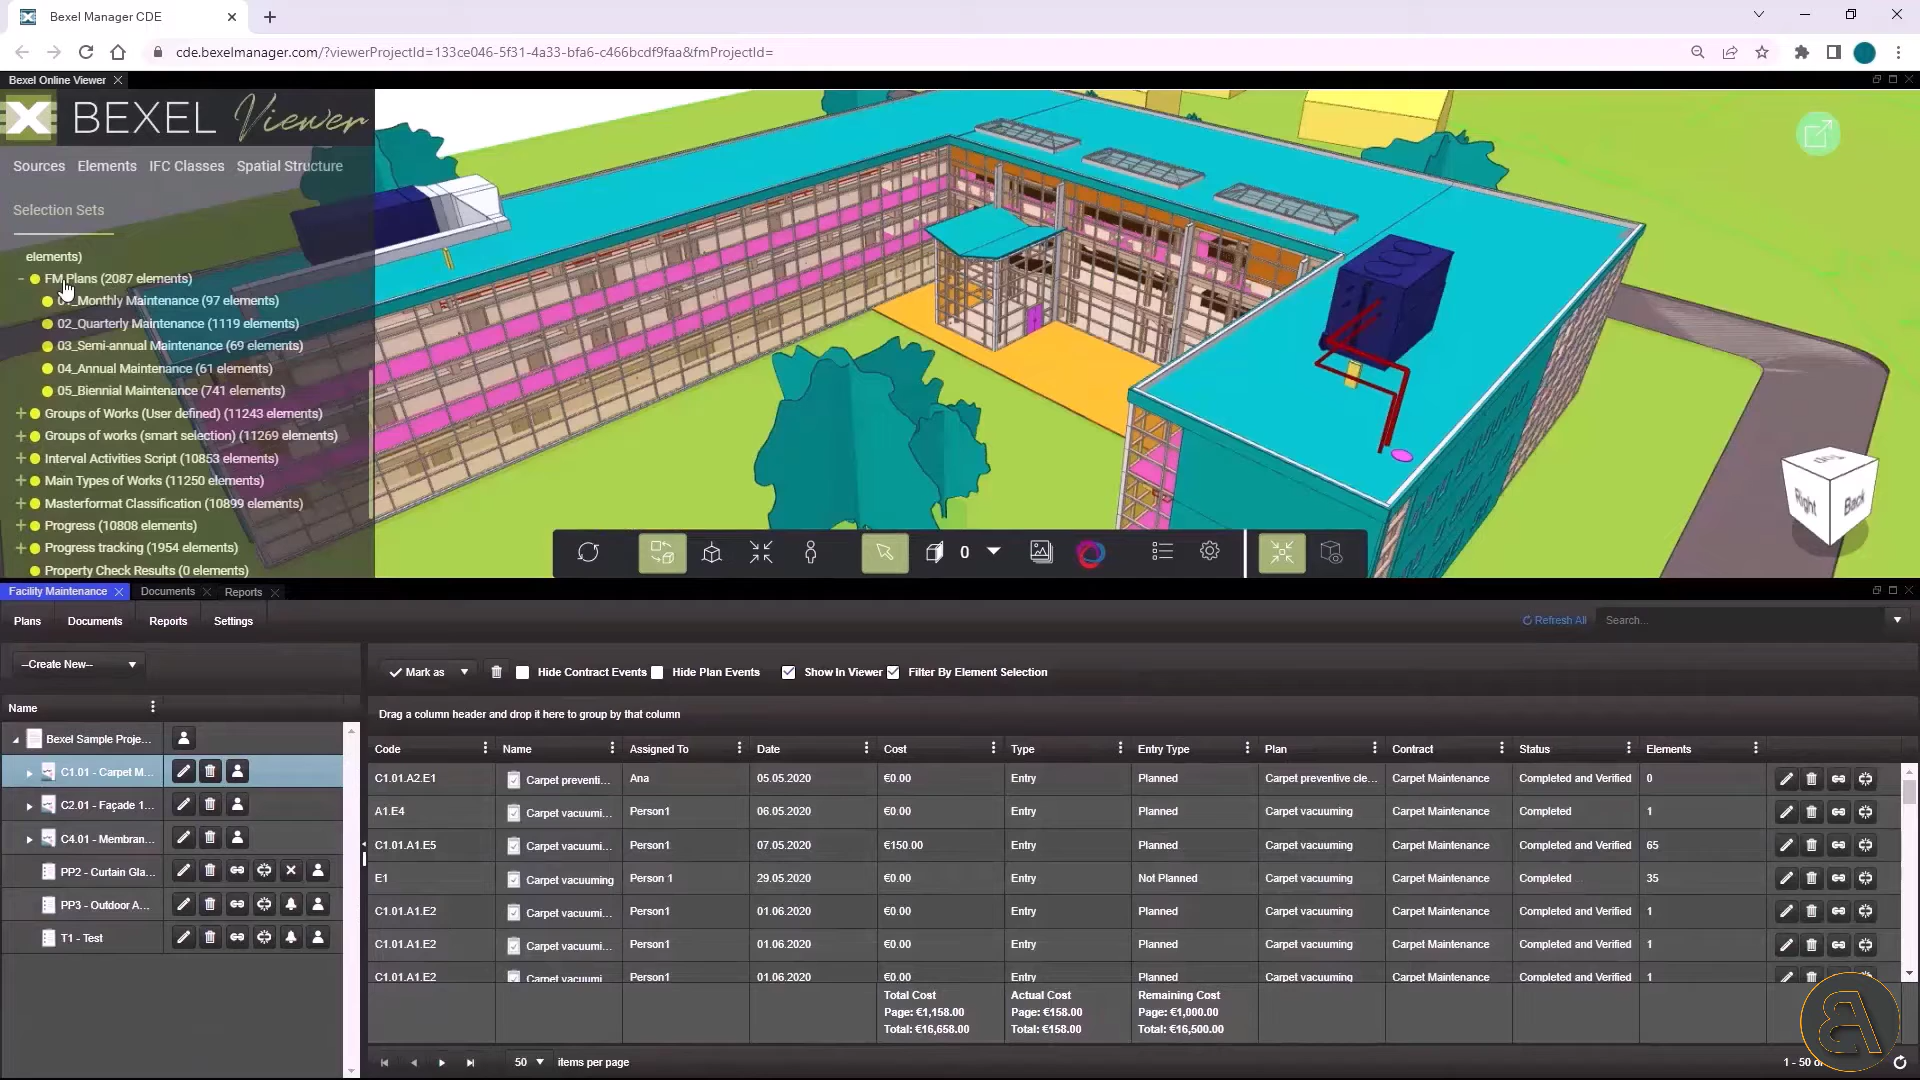 Bexel Manager CDE
cde.bexelmanager.com/?viewerProjectId=133ce046-5f31-4a33-bfa6-c466bcdf9faa&fmProjectId=
Bexel Online Viewer
BEXEL Viewer
Sources Elements IFC Classes Spatial Structure
Selection Sets
elements)
FM Plans (2087 elements)
Monthly Maintenance (97 elements)
02_Quarterly Maintenance (1119 elements)
03_Semi-annual Maintenance (69 elements)
04_Annual Maintenance (61 elements)
05_Biennial Maintenance (741 elements)
Groups of Works (User defined) (11243 elements)
Groups of works (smart selection) (11269 elements)
Interval Activities Script (10853 elements)
Main Types of Works (11250 elements)
Masterformat Classification (10899 elements)
Progress (10808 elements)
Progress tracking (1954 elements)
Property Check Results (0 elements)
0
Right Back
Facility Maintenance Documents Reports
Plans Documents Reports Settings
Refresh All Search...
--Create New--
Mark as Hide Contract Events Hide Plan Events Show In Viewer Filter By Element Selection
Name
Drag a column header and drop it here to group by that column
Bexel Sample Proje...
C1.01 - Carpet M...
C2.01 - Façade 1...
C4.01 - Membran...
PP2 - Curtain Gla...
PP3 - Outdoor A...
T1 - Test
Code Name Assigned To Date Cost Type Entry Type Plan Contract Status Elements
C1.01.A2.E1 Carpet preventi... Ana 05.05.2020 €0.00 Entry Planned Carpet preventive cle... Carpet Maintenance Completed and Verified 0
A1.E4 Carpet vacuumi... Person1 06.05.2020 €0.00 Entry Planned Carpet vacuuming Carpet Maintenance Completed 1
C1.01.A1.E5 Carpet vacuumi... Person1 07.05.2020 €150.00 Entry Planned Carpet vacuuming Carpet Maintenance Completed and Verified 65
E1 Carpet vacuuming Person 1 29.05.2020 €0.00 Entry Not Planned Carpet vacuuming Carpet Maintenance Completed 35
C1.01.A1.E2 Carpet vacuumi... Person1 01.06.2020 €0.00 Entry Planned Carpet vacuuming Carpet Maintenance Completed and Verified 1
C1.01.A1.E2 Carpet vacuumi... Person1 01.06.2020 €0.00 Entry Planned Carpet vacuuming Carpet Maintenance Completed and Verified 1
C1.01.A1.E2 Carpet vacuumi Person1 01.06.2020 €0.00 Entry Planned Carpet vacuuming Carpet Maintenance Completed and Verified 1
Total Cost Actual Cost Remaining Cost
Page: €1,158.00 Page: €158.00 Page: €1,000.00
Total: €16,658.00 Total: €158.00 Total: €16,500.00
50 items per page
1 - 50